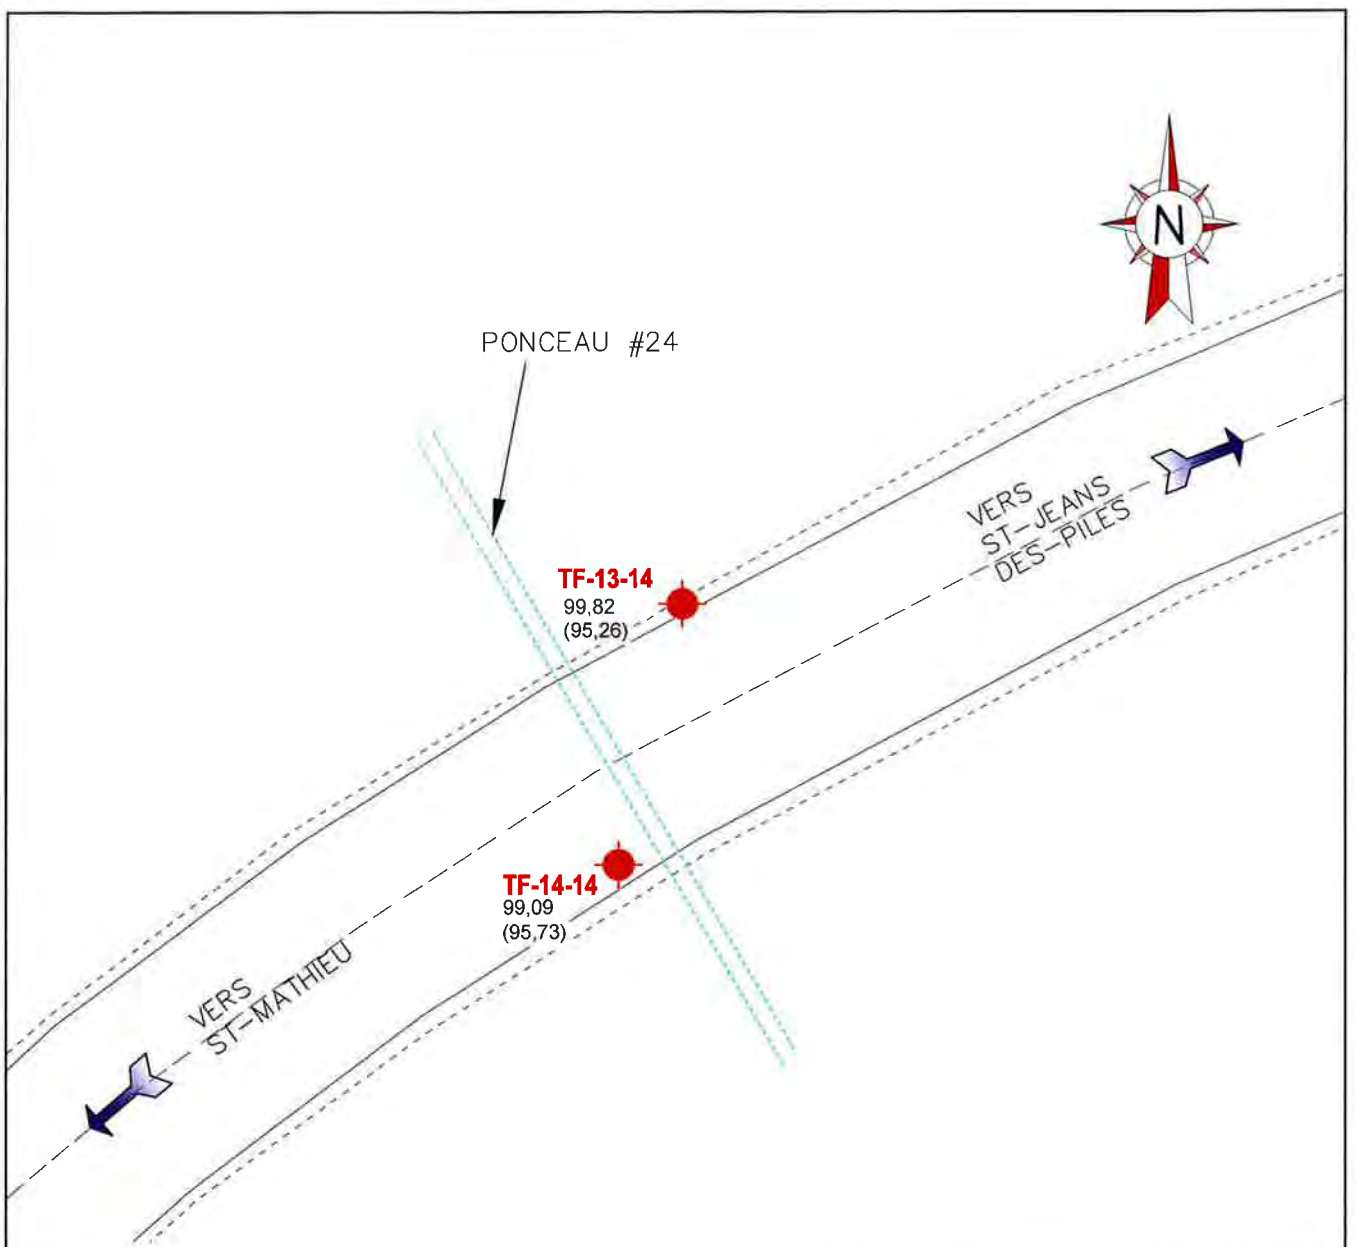 N
PONCEAU #24
VERS
ST-JEANS
DES-PILES
TF-13-14
99,82
(95,26)
TF-14-14
99,09
(95,73)
VERS
ST-MATHIEU